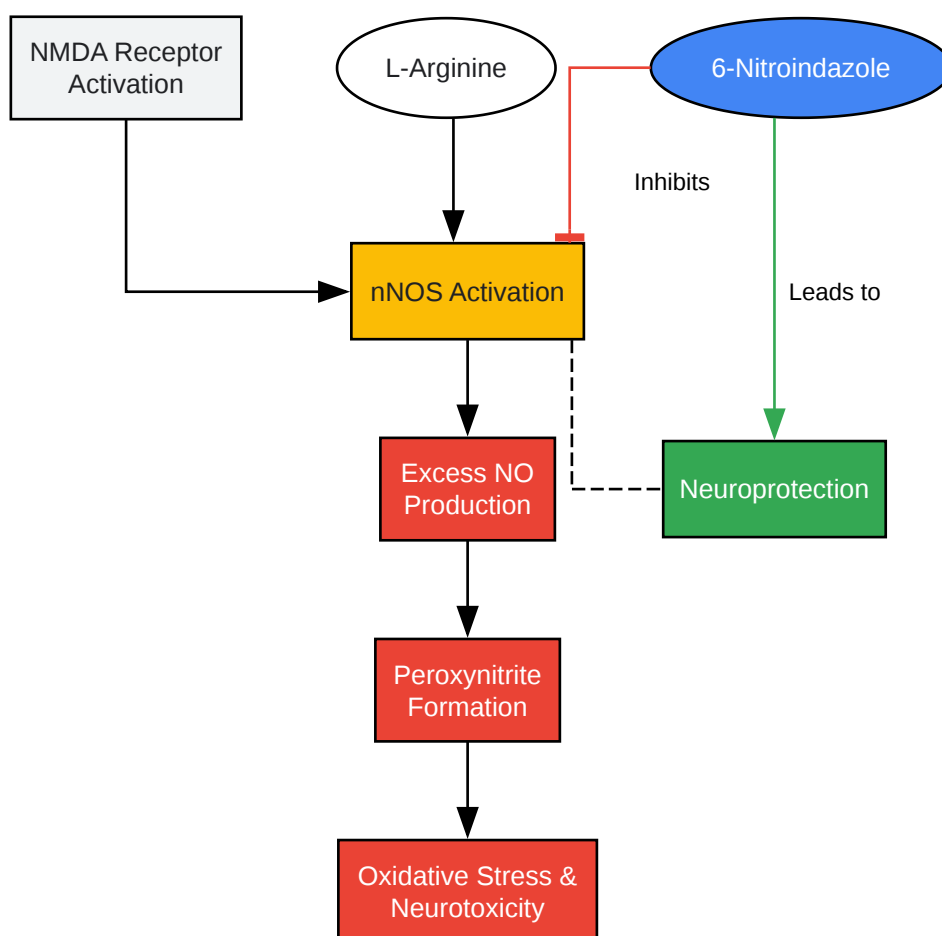 NMDA Receptor
Activation
L-Arginine
6-Nitroindazole
Inhibits
nNOS Activation
Leads to
Excess NO
Production
Neuroprotection
Peroxynitrite
Formation
Oxidative Stress &
Neurotoxicity